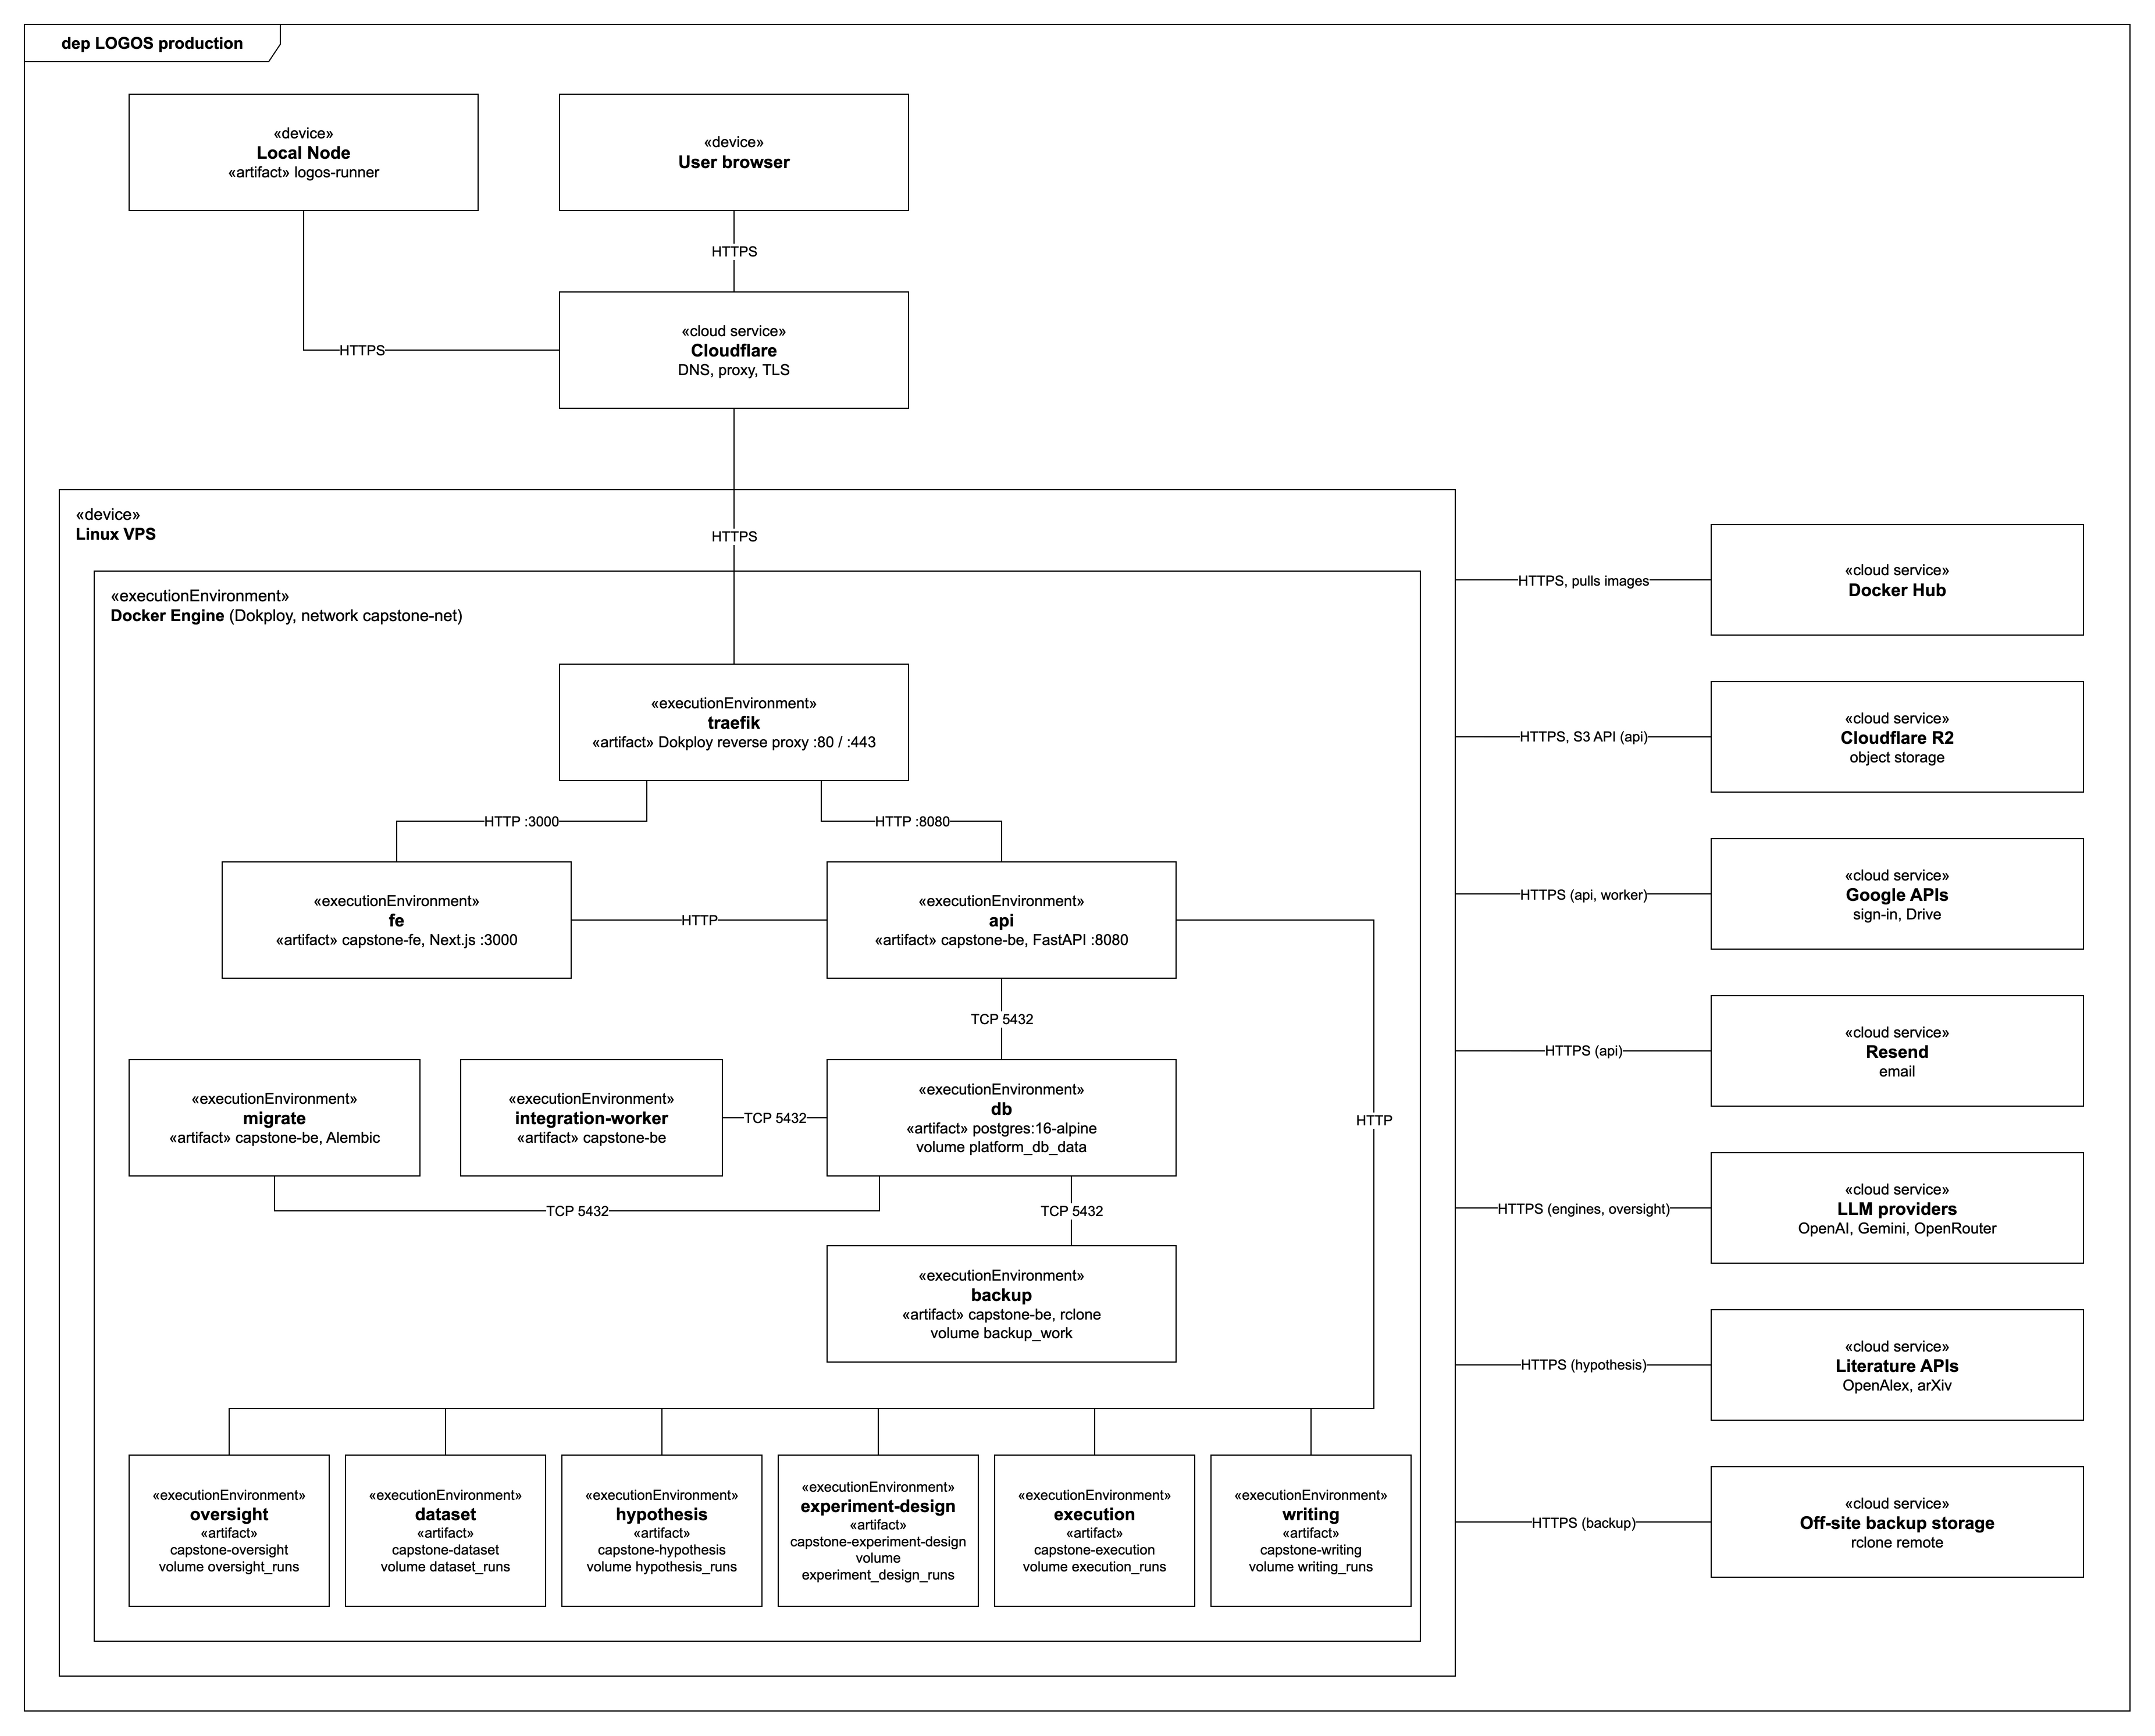 dep LOGOS production
«device»
Local Node
«artifact» logos-runner
«device»
User browser
HTTPS
HTTPS
«cloud service»
Cloudflare
DNS, proxy, TLS
«device»
Linux VPS
HTTPS
«executionEnvironment»
Docker Engine (Dokploy, network capstone-net)
«executionEnvironment»
traefik
«artifact» Dokploy reverse proxy :80 / :443
HTTP :3000
HTTP :8080
«executionEnvironment»
fe
«artifact» capstone-fe, Next.js :3000
HTTP
«executionEnvironment»
api
«artifact» capstone-be, FastAPI :8080
TCP 5432
«executionEnvironment»
migrate
«artifact» capstone-be, Alembic
«executionEnvironment»
integration-worker
«artifact» capstone-be
TCP 5432
«executionEnvironment»
db
«artifact» postgres:16-alpine
volume platform_db_data
HTTP
TCP 5432
TCP 5432
«executionEnvironment»
backup
«artifact» capstone-be, rclone
volume backup_work
«executionEnvironment»
oversight
«artifact»
capstone-oversight
volume oversight_runs
«executionEnvironment»
dataset
«artifact»
capstone-dataset
volume dataset_runs
«executionEnvironment»
hypothesis
«artifact»
capstone-hypothesis
volume hypothesis_runs
«executionEnvironment»
experiment-design
«artifact»
capstone-experiment-design
volume
experiment_design_runs
«executionEnvironment»
execution
«artifact»
capstone-execution
volume execution_runs
«executionEnvironment»
writing
«artifact»
capstone-writing
volume writing_runs
HTTPS, pulls images
«cloud service»
Docker Hub
HTTPS, S3 API (api)
«cloud service»
Cloudflare R2
object storage
HTTPS (api, worker)
«cloud service»
Google APIs
sign-in, Drive
HTTPS (api)
«cloud service»
Resend
email
HTTPS (engines, oversight)
«cloud service»
LLM providers
OpenAI, Gemini, OpenRouter
HTTPS (hypothesis)
«cloud service»
Literature APIs
OpenAlex, arXiv
HTTPS (backup)
«cloud service»
Off-site backup storage
rclone remote